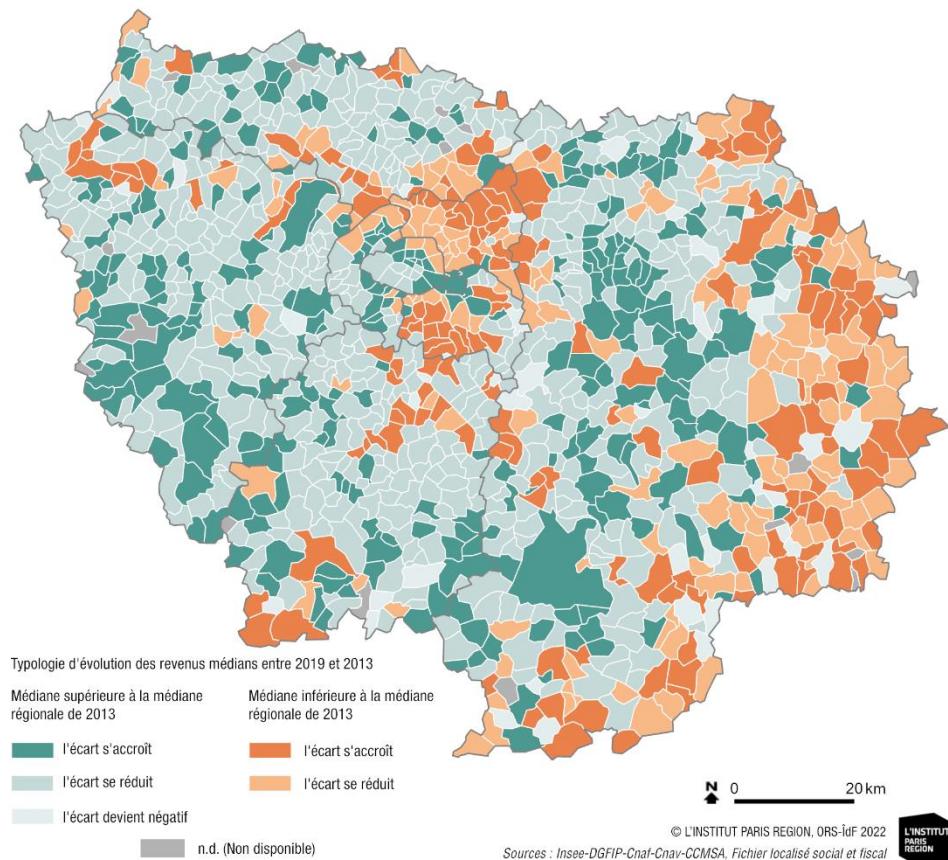 Typologie d'évolution des revenus médians entre 2019 et 2013
Médiane supérieure à la médiane
régionale de 2013
l'écart s'accroît
l'écart se réduit
l'écart devient négatif
Médiane inférieure à la médiane
régionale de 2013
l'écart s'accroît
l'écart se réduit
n.d. (Non disponible)
N 0 20 km
© L'INSTITUT PARIS REGION, ORS-ÎdF 2022
Sources : Insee-DGFIP-Cnaf-Cnav-CCMSA, Fichier localisé social et fiscal
L'INSTITUT
PARIS
REGION